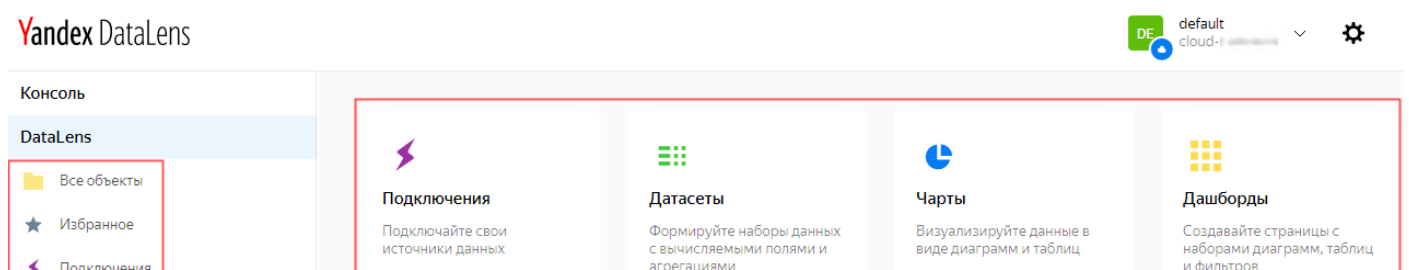 Yandex DataLens
DE
default
cloud-
Консоль
DataLens
Все объекты
Избранное
Подключения
Подключения
Подключайте свои
источники данных
Датасеты
Формируйте наборы данных
с вычисляемыми полями и
агрегациями
Чарты
Визуализируйте данные в
виде диаграмм и таблиц
Дашборды
Создавайте страницы с
наборами диаграмм, таблиц
и фильтров